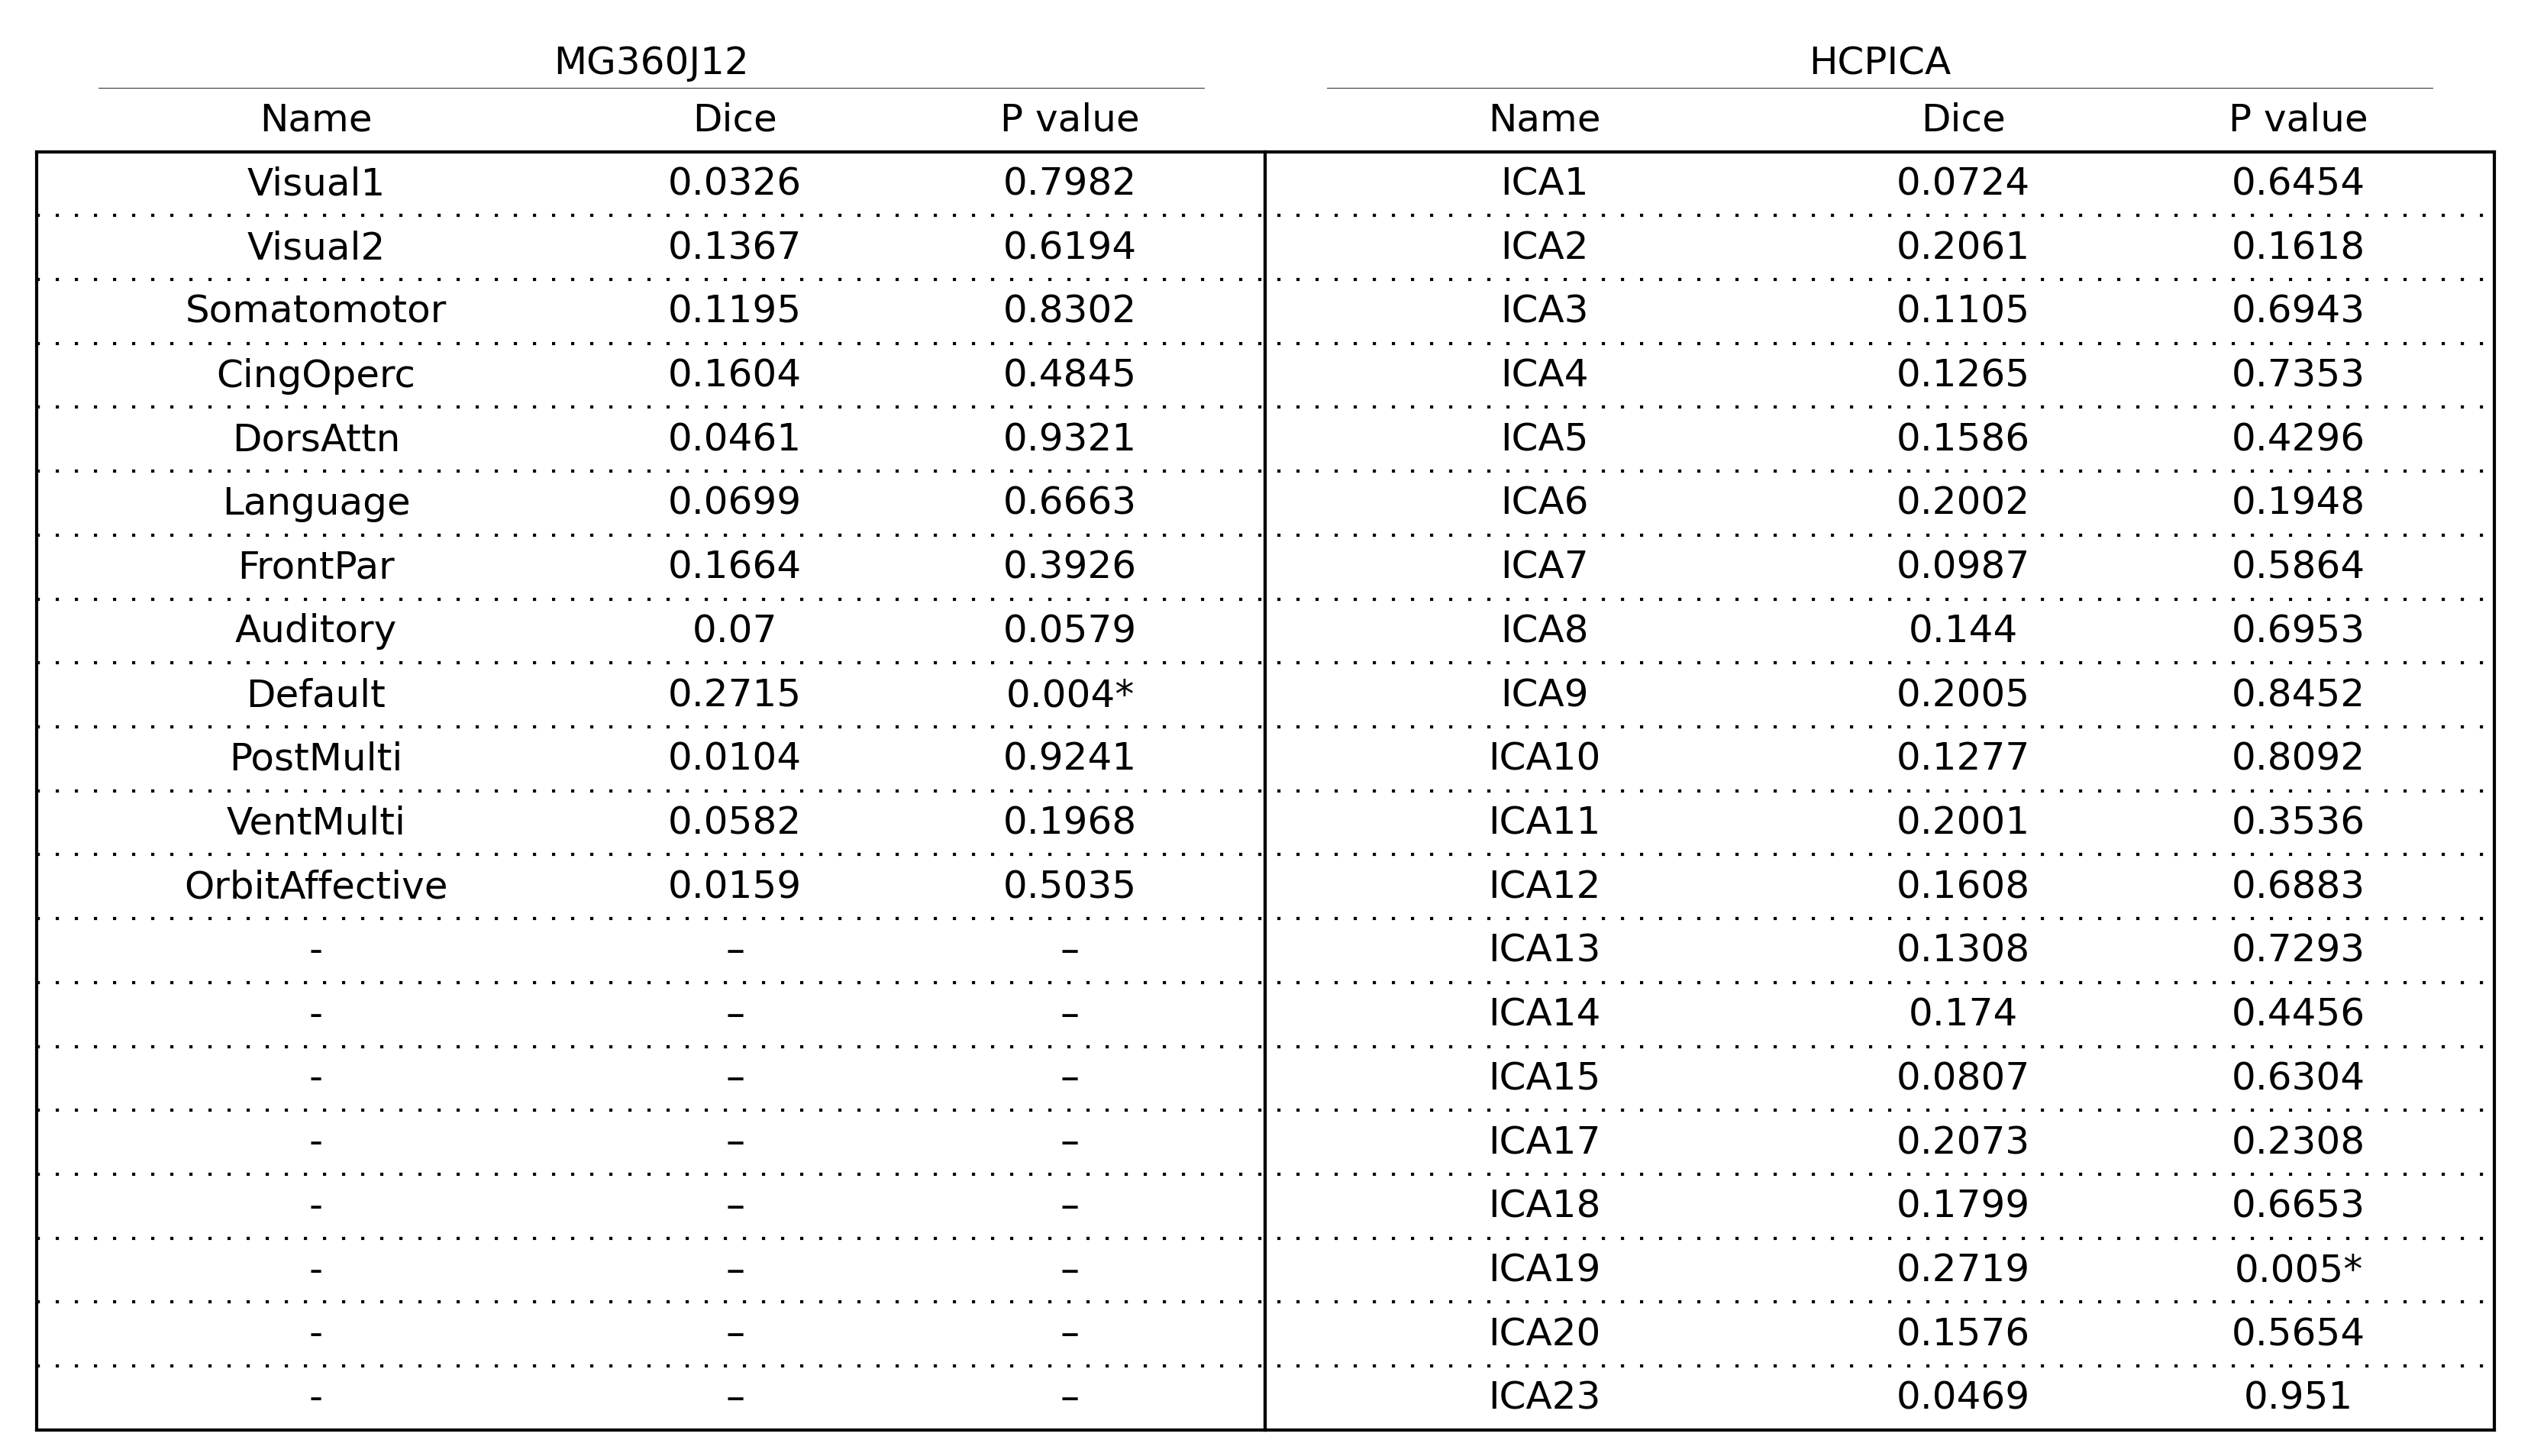 MG360J12 HCPICA
Name Dice P value Name Dice P value
Visual1 0.0326 0.7982 ICA1 0.0724 0.6454
Visual2 0.1367 0.6194 ICA2 0.2061 0.1618
Somatomotor 0.1195 0.8302 ICA3 0.1105 0.6943
CingOperc 0.1604 0.4845 ICA4 0.1265 0.7353
DorsAttn 0.0461 0.9321 ICA5 0.1586 0.4296
Language 0.0699 0.6663 ICA6 0.2002 0.1948
FrontPar 0.1664 0.3926 ICA7 0.0987 0.5864
Auditory 0.07 0.0579 ICA8 0.144 0.6953
Default 0.2715 0.004* ICA9 0.2005 0.8452
PostMulti 0.0104 0.9241 ICA10 0.1277 0.8092
VentMulti 0.0582 0.1968 ICA11 0.2001 0.3536
OrbitAffective 0.0159 0.5035 ICA12 0.1608 0.6883
- – – ICA13 0.1308 0.7293
- – – ICA14 0.174 0.4456
- – – ICA15 0.0807 0.6304
- – – ICA17 0.2073 0.2308
- – – ICA18 0.1799 0.6653
- – – ICA19 0.2719 0.005*
- – – ICA20 0.1576 0.5654
- – – ICA23 0.0469 0.951